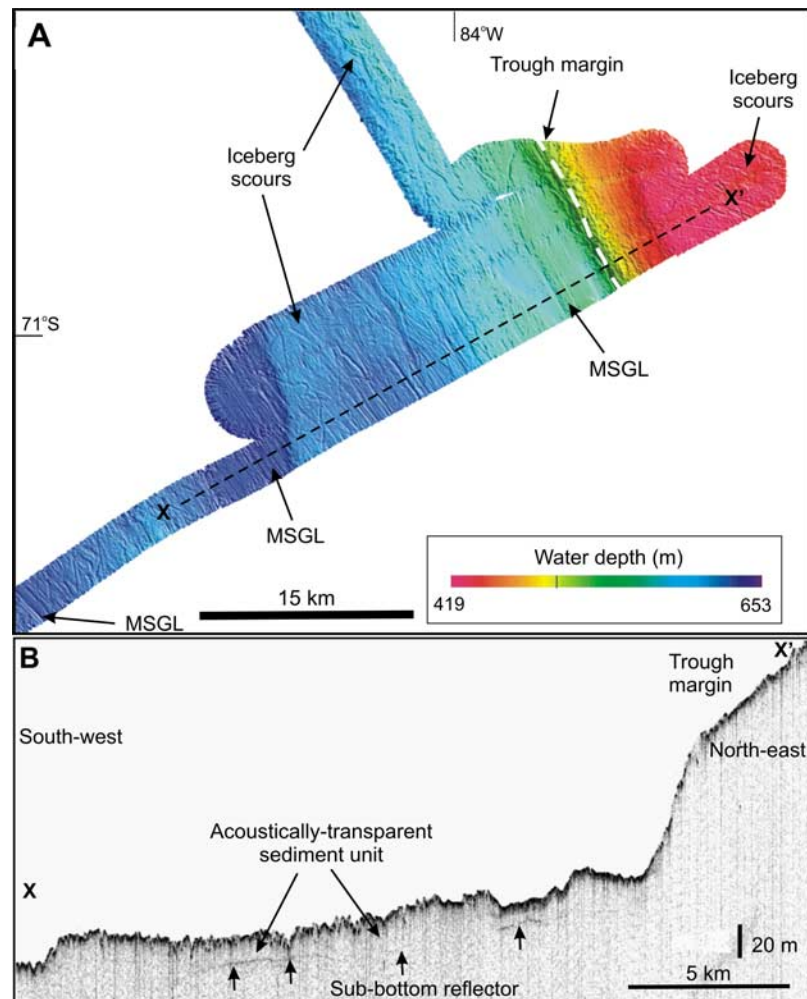 A
84°W
Trough margin
Iceberg
scours
Iceberg
scours
X'
71°S
MSGL
X
MSGL
MSGL
15 km
Water depth (m)
419
653
B
X'
Trough
margin
South-west
North-east
Acoustically-transparent
sediment unit
X
20 m
Sub-bottom reflector
5 km